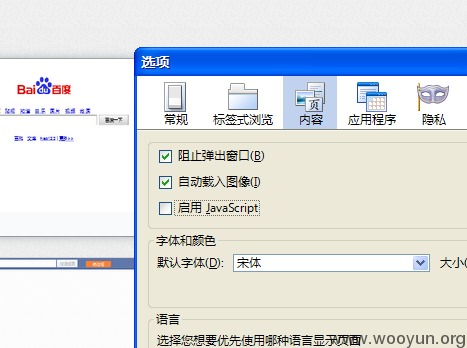 选项
Bai du 百度
常规
标签式浏览
内容
应用程序
隐私
百度一下
阻止弹出窗口(B)
自动载入图像(I)
启用 JavaScript
字体和颜色
默认字体(D):
宋体
大小(
语言
选择您想要优先使用哪种语言显示页面
www.wooyun.org